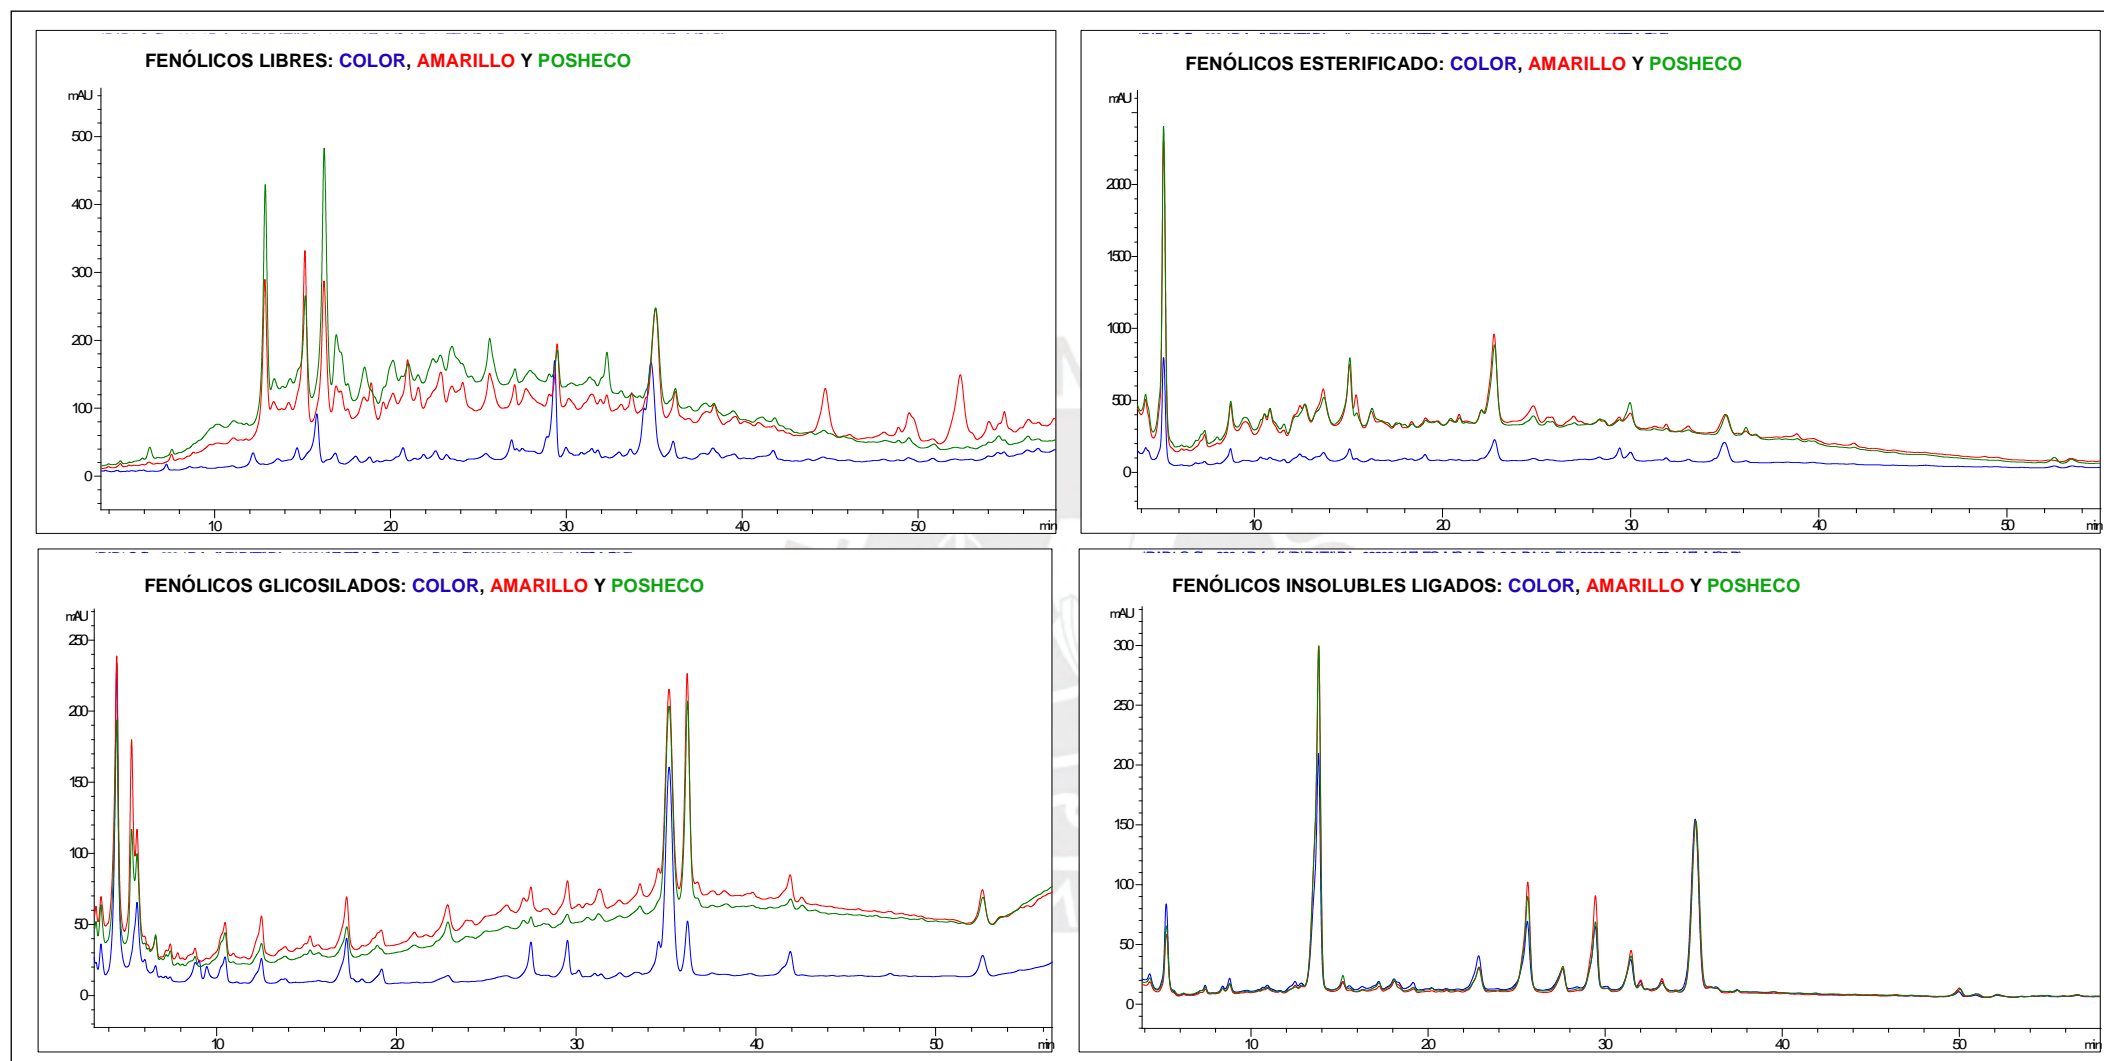 FENÓLICOS LIBRES: COLOR, AMARILLO Y POSHECO
mAU
500
400
300
200
100
0
10 20 30 40 50 min
FENÓLICOS ESTERIFICADO: COLOR, AMARILLO Y POSHECO
mAU
2000
1500
1000
500
0
10 20 30 40 50 min
FENÓLICOS GLICOSILADOS: COLOR, AMARILLO Y POSHECO
mAU
250
200
150
100
50
0
10 20 30 40 50 min
FENÓLICOS INSOLUBLES LIGADOS: COLOR, AMARILLO Y POSHECO
mAU
300
250
200
150
100
50
0
10 20 30 40 50 min